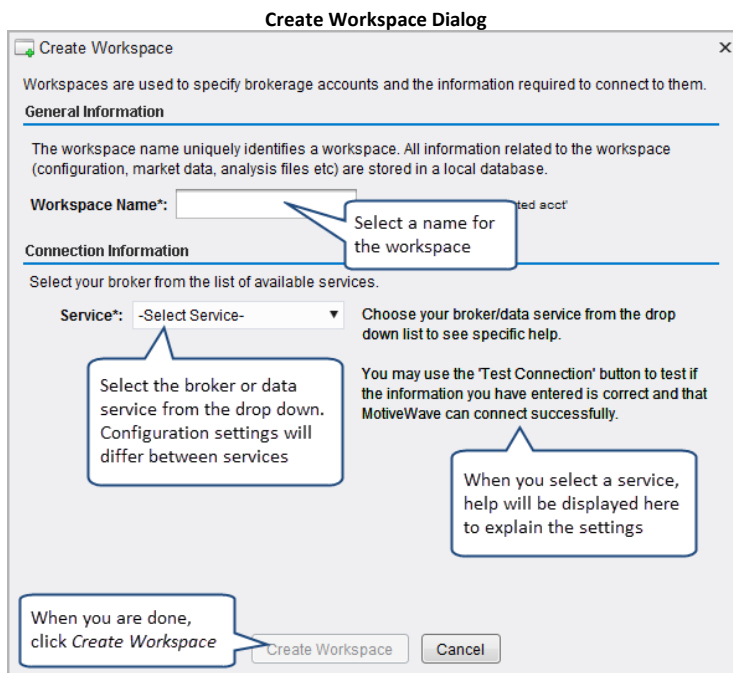 Create Workspace Dialog
Create Workspace
Workspaces are used to specify brokerage accounts and the information required to connect to them.
General Information
The workspace name uniquely identifies a workspace. All information related to the workspace
(configuration, market data, analysis files etc) are stored in a local database.
Workspace Name*:
acct'
Select a name for
the workspace
Connection Information
Select your broker from the list of available services.
Service*: -Select Service-
Choose your broker/data service from the drop
down list to see specific help.
You may use the 'Test Connection' button to test if
the information you have entered is correct and that
MotiveWave can connect successfully.
Select the broker or data
service from the drop down.
Configuration settings will
differ between services
When you select a service,
help will be displayed here
to explain the settings
When you are done,
click Create Workspace
Create Workspace
Cancel